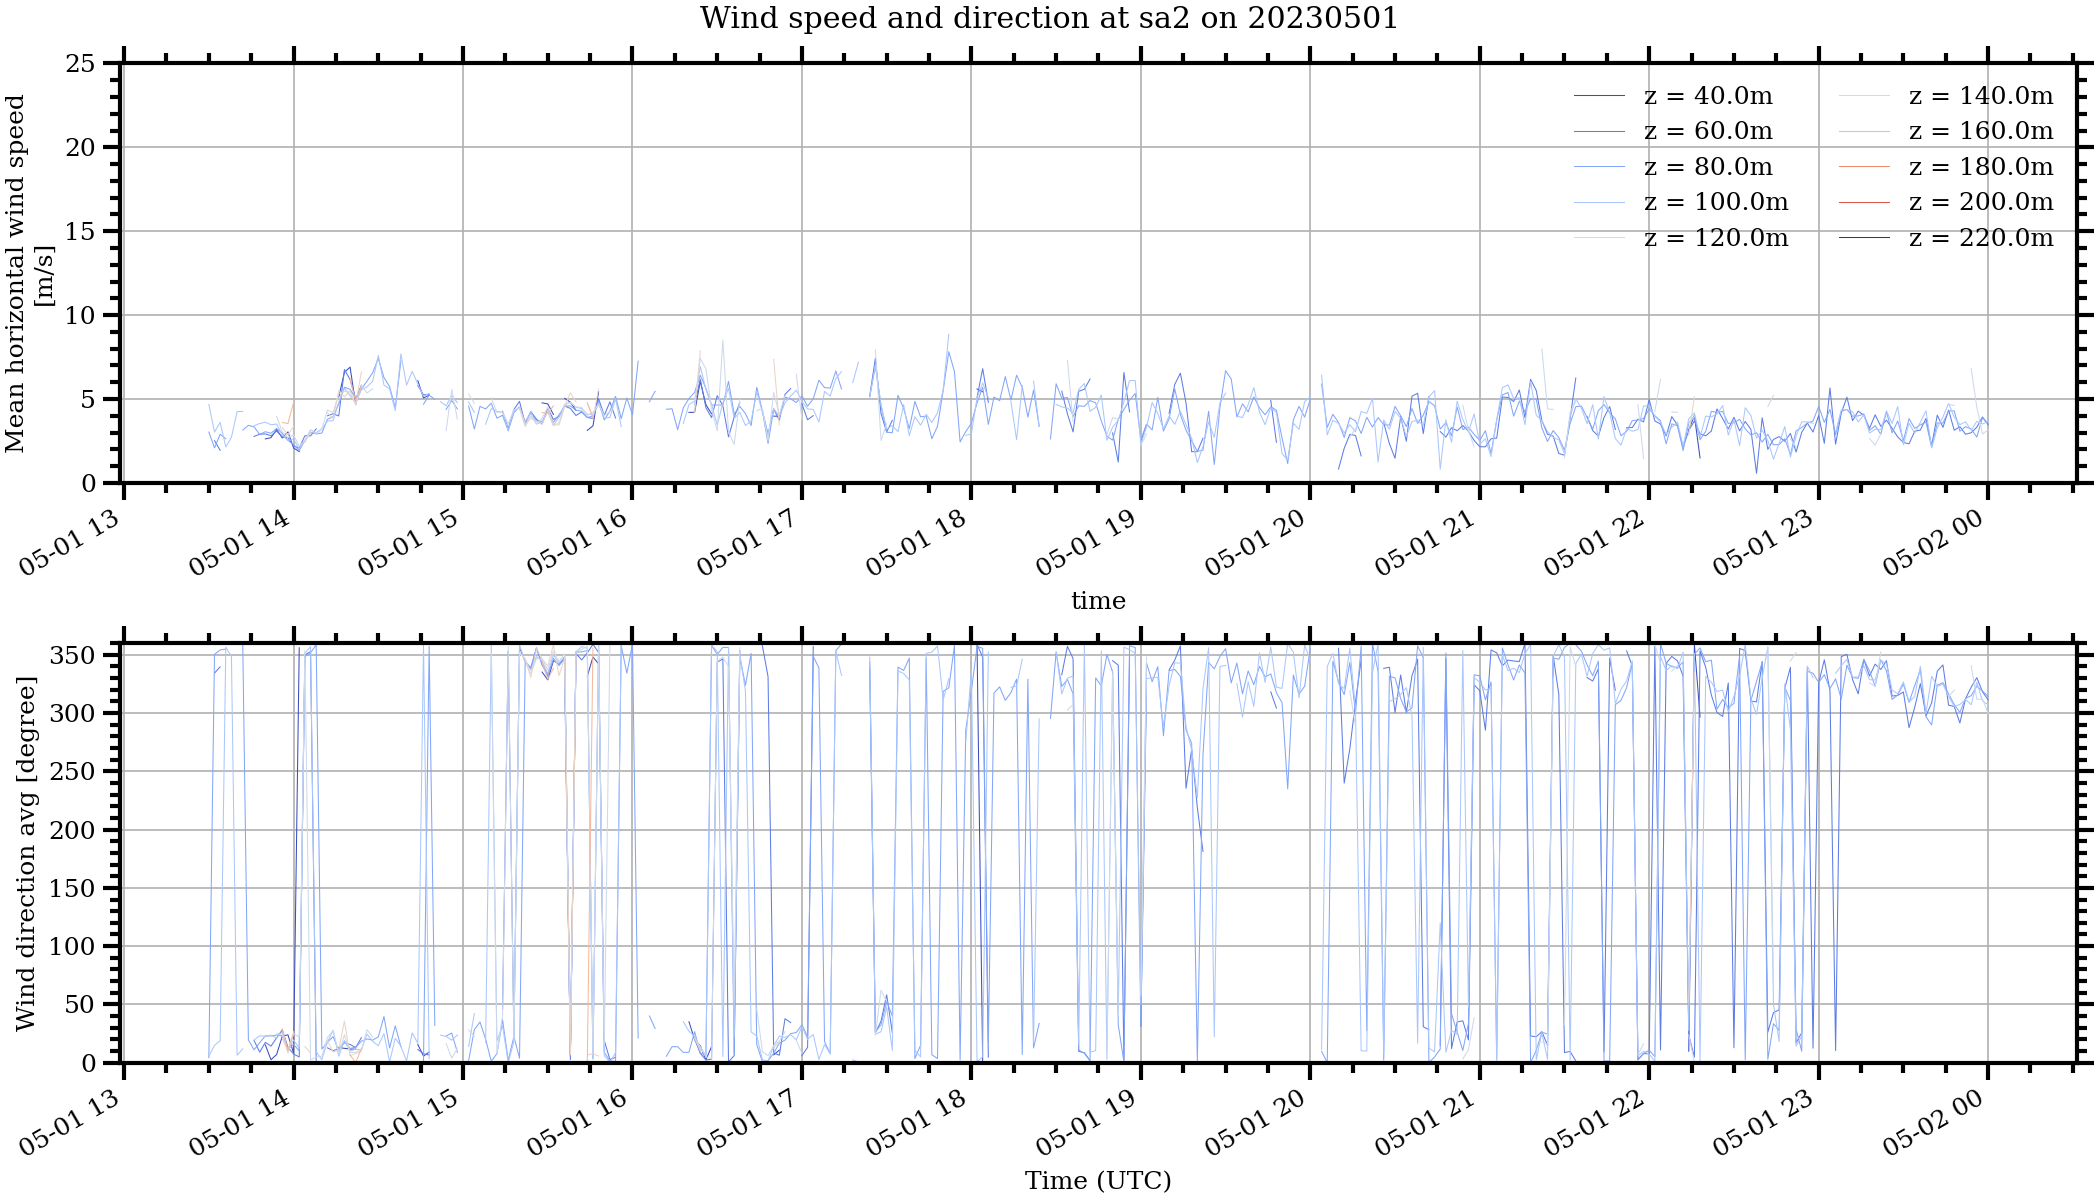 Wind speed and direction at sa2 on 20230501
Mean horizontal wind speed
[m/s]
25
20
15
10
5
0
z = 40.0m
z = 60.0m
z = 80.0m
z = 100.0m
z = 120.0m
z = 140.0m
z = 160.0m
z = 180.0m
z = 200.0m
z = 220.0m
05-01 13
05-01 14
05-01 15
05-01 16
05-01 17
05-01 18
05-01 19
05-01 20
05-01 21
05-01 22
05-01 23
05-02 00
time
Wind direction avg [degree]
350
300
250
200
150
100
50
0
05-01 13
05-01 14
05-01 15
05-01 16
05-01 17
05-01 18
05-01 19
05-01 20
05-01 21
05-01 22
05-01 23
05-02 00
Time (UTC)